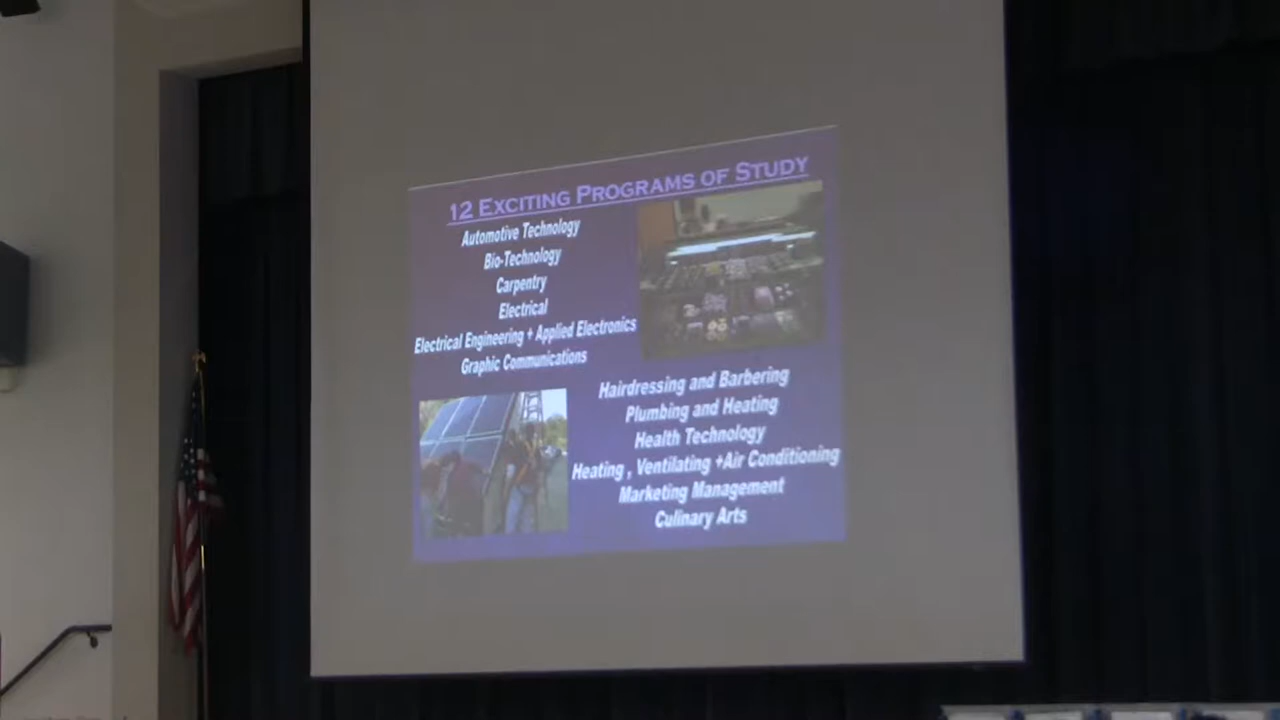 12 Exciting Programs of Study
Automotive Technology
Bio-Technology
Carpentry
Electrical
Electrical Engineering + Applied Electronics
Graphic Communications
Hairdressing and Barbering
Plumbing and Heating
Health Technology
Heating , Ventilating +Air Conditioning
Marketing Management
Culinary Arts